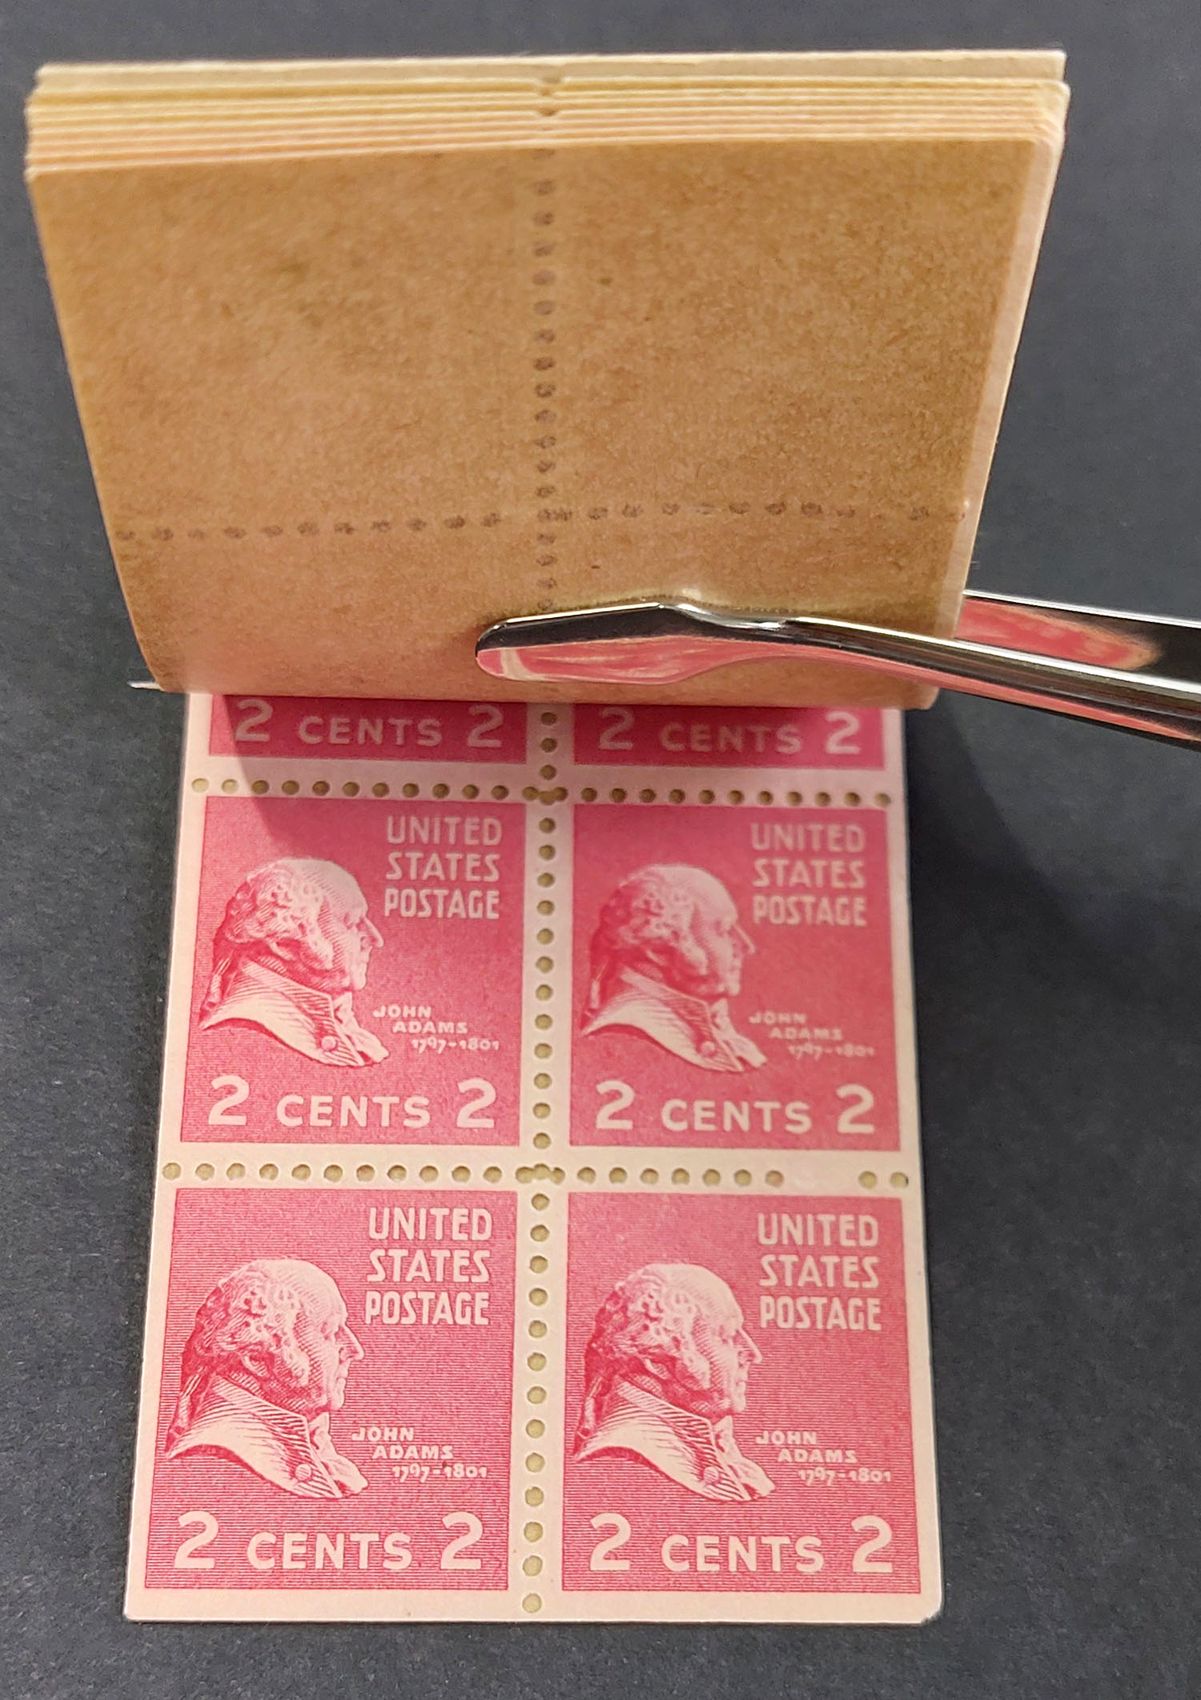 2 CENTS 2
2 CENTS 2
UNITED
STATES
POSTAGE
JOHN
ADAMS
1797-1801
2 CENTS 2
UNITED
STATES
POSTAGE
JOHN
ADAMS
1797-1801
2 CENTS 2
UNITED
STATES
POSTAGE
JOHN
ADAMS
1797-1801
2 CENTS 2
UNITED
STATES
POSTAGE
JOHN
ADAMS
1797-1801
2 CENTS 2